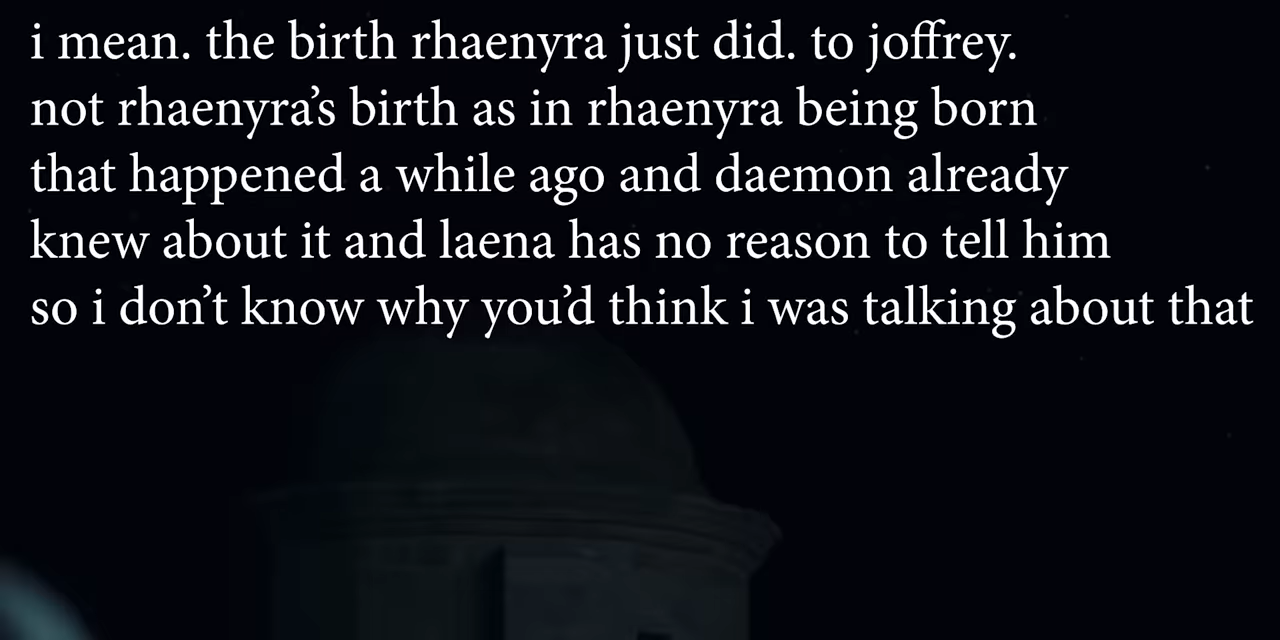 i mean. the birth rhaenyra just did. to joffrey.
not rhaenyra’s birth as in rhaenyra being born
that happened a while ago and daemon already
knew about it and laena has no reason to tell him
so i don’t know why you’d think i was talking about that